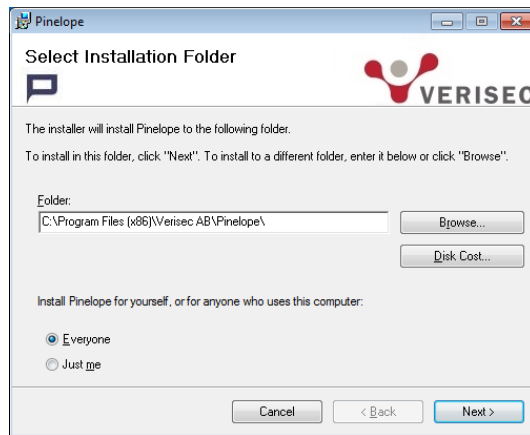 Pinelope
Select Installation Folder
VERISEC
The installer will install Pinelope to the following folder.
To install in this folder, click "Next". To install to a different folder, enter it below or click "Browse".
Folder:
C:\Program Files (x86)\Verisec AB\Pinelope\
Browse...
Disk Cost...
Install Pinelope for yourself, or for anyone who uses this computer:
Everyone
Just me
Cancel
< Back
Next >